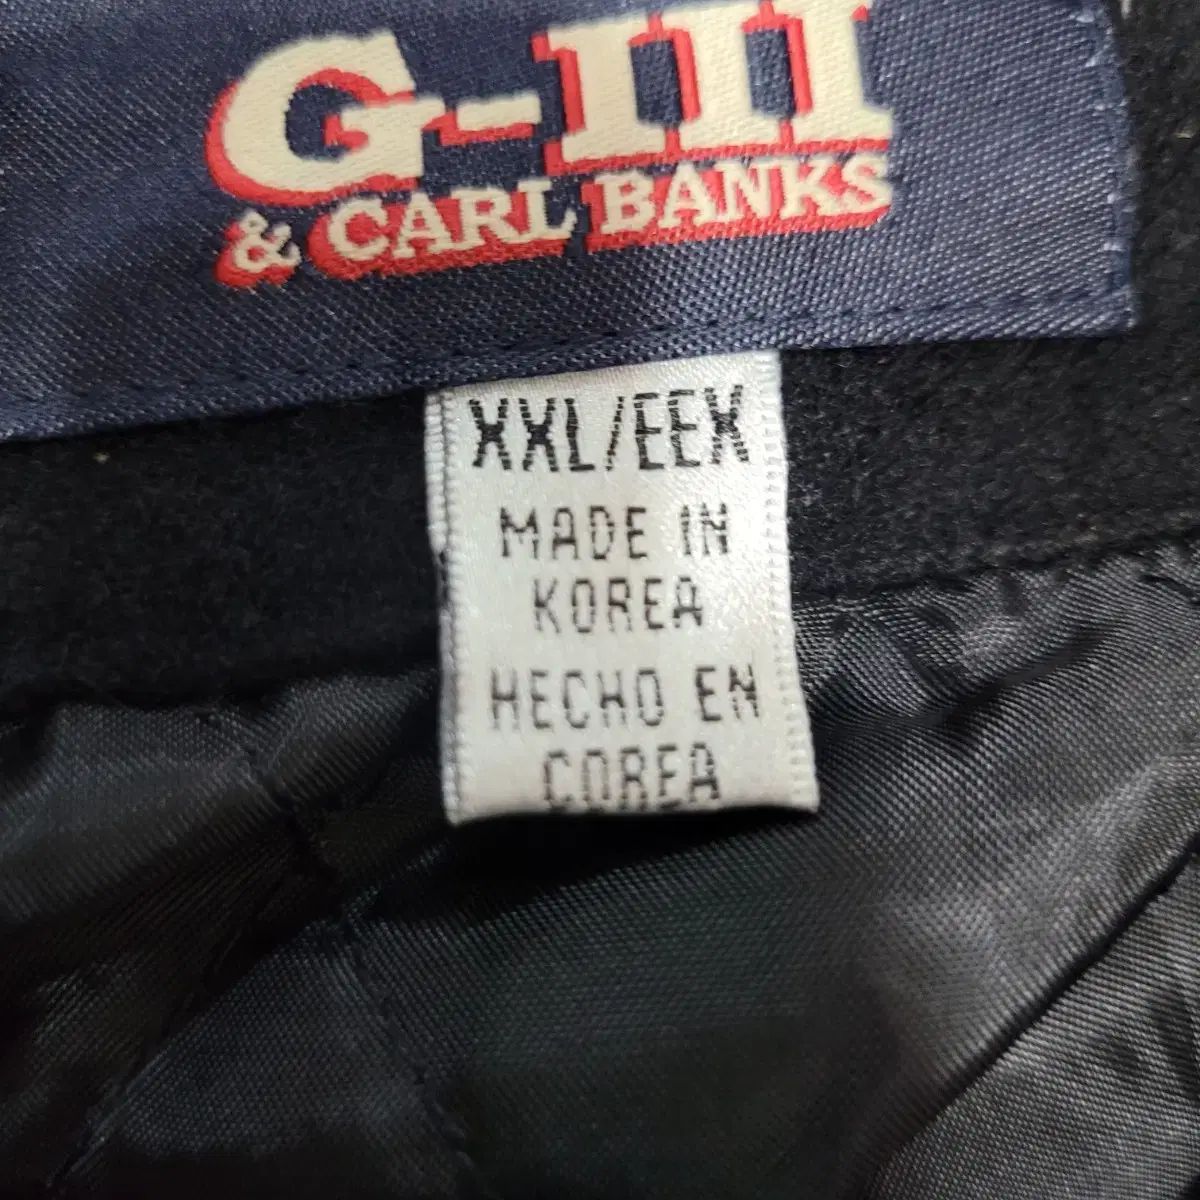 G-III
& CARL BANKS
XXL/EEX
MADE IN
KOREA
HECHO EN
COREA